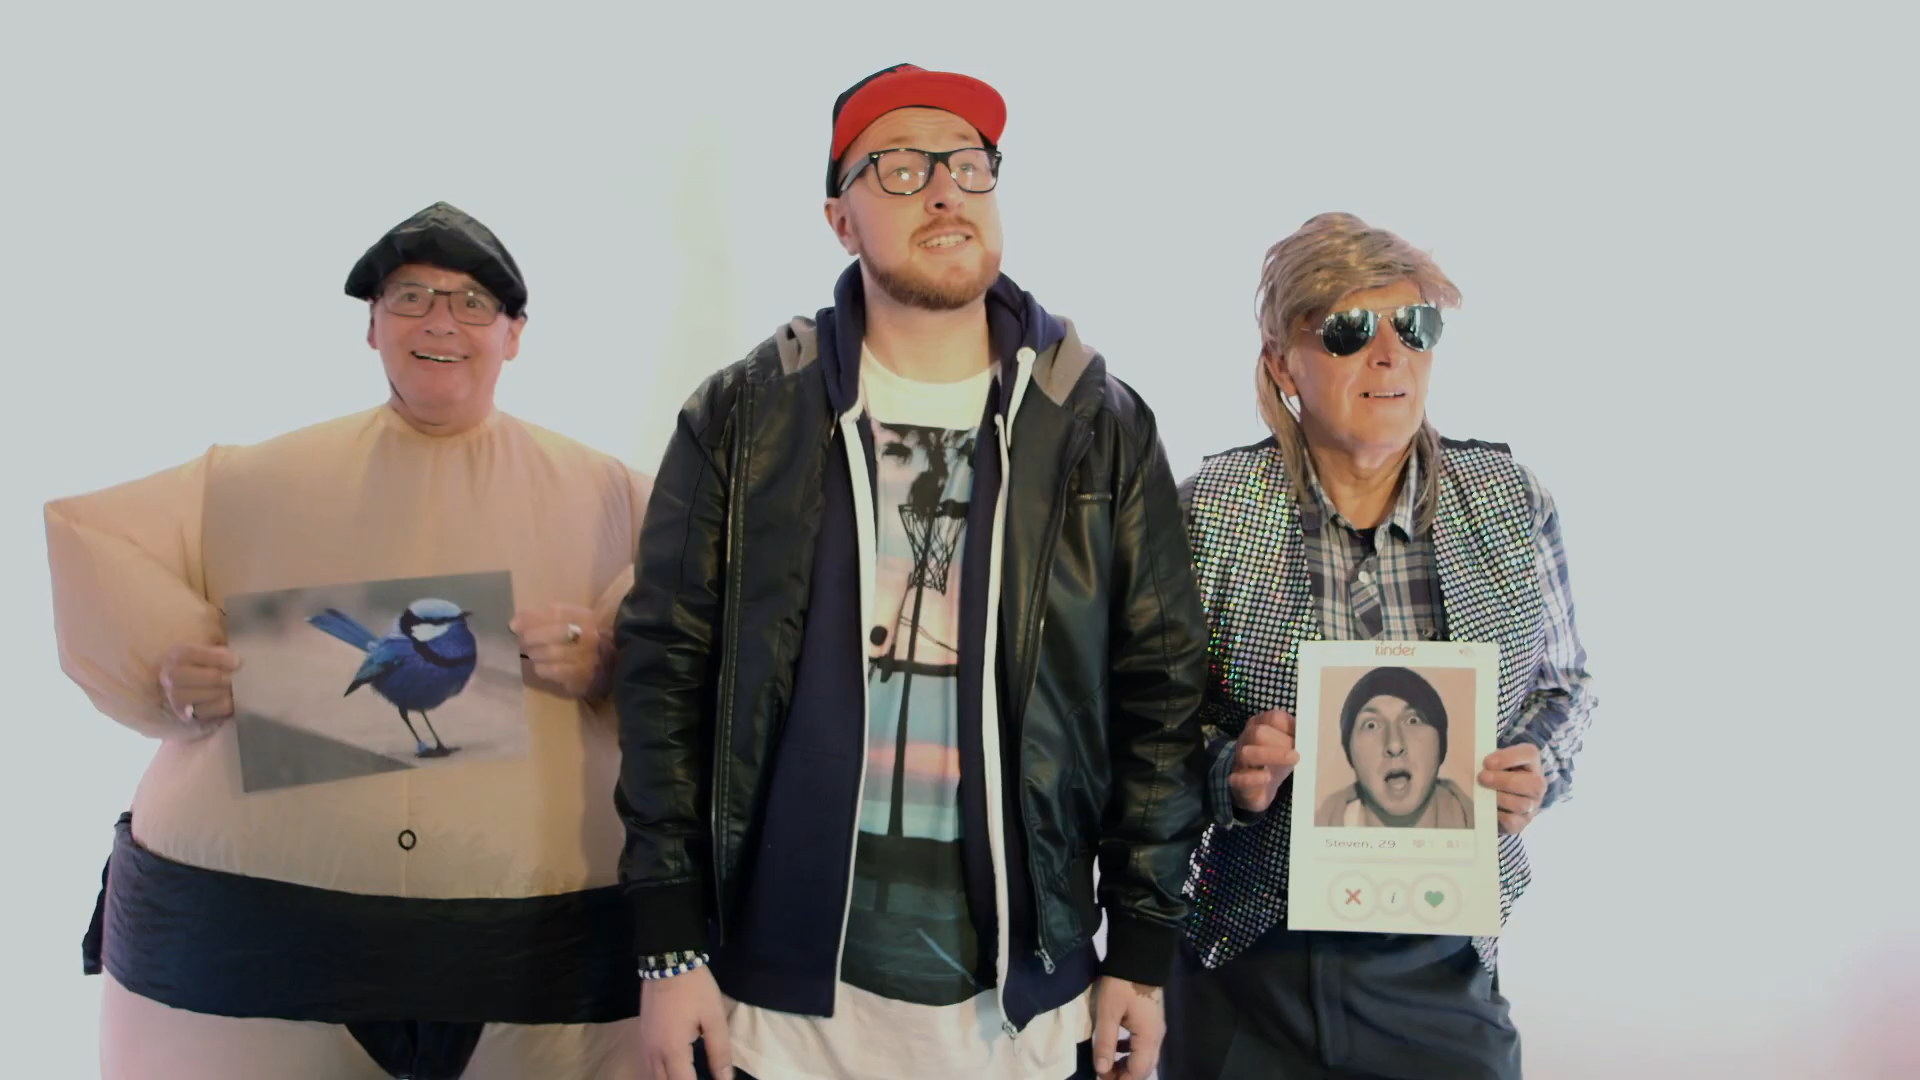 tinder
Steven, 29
i